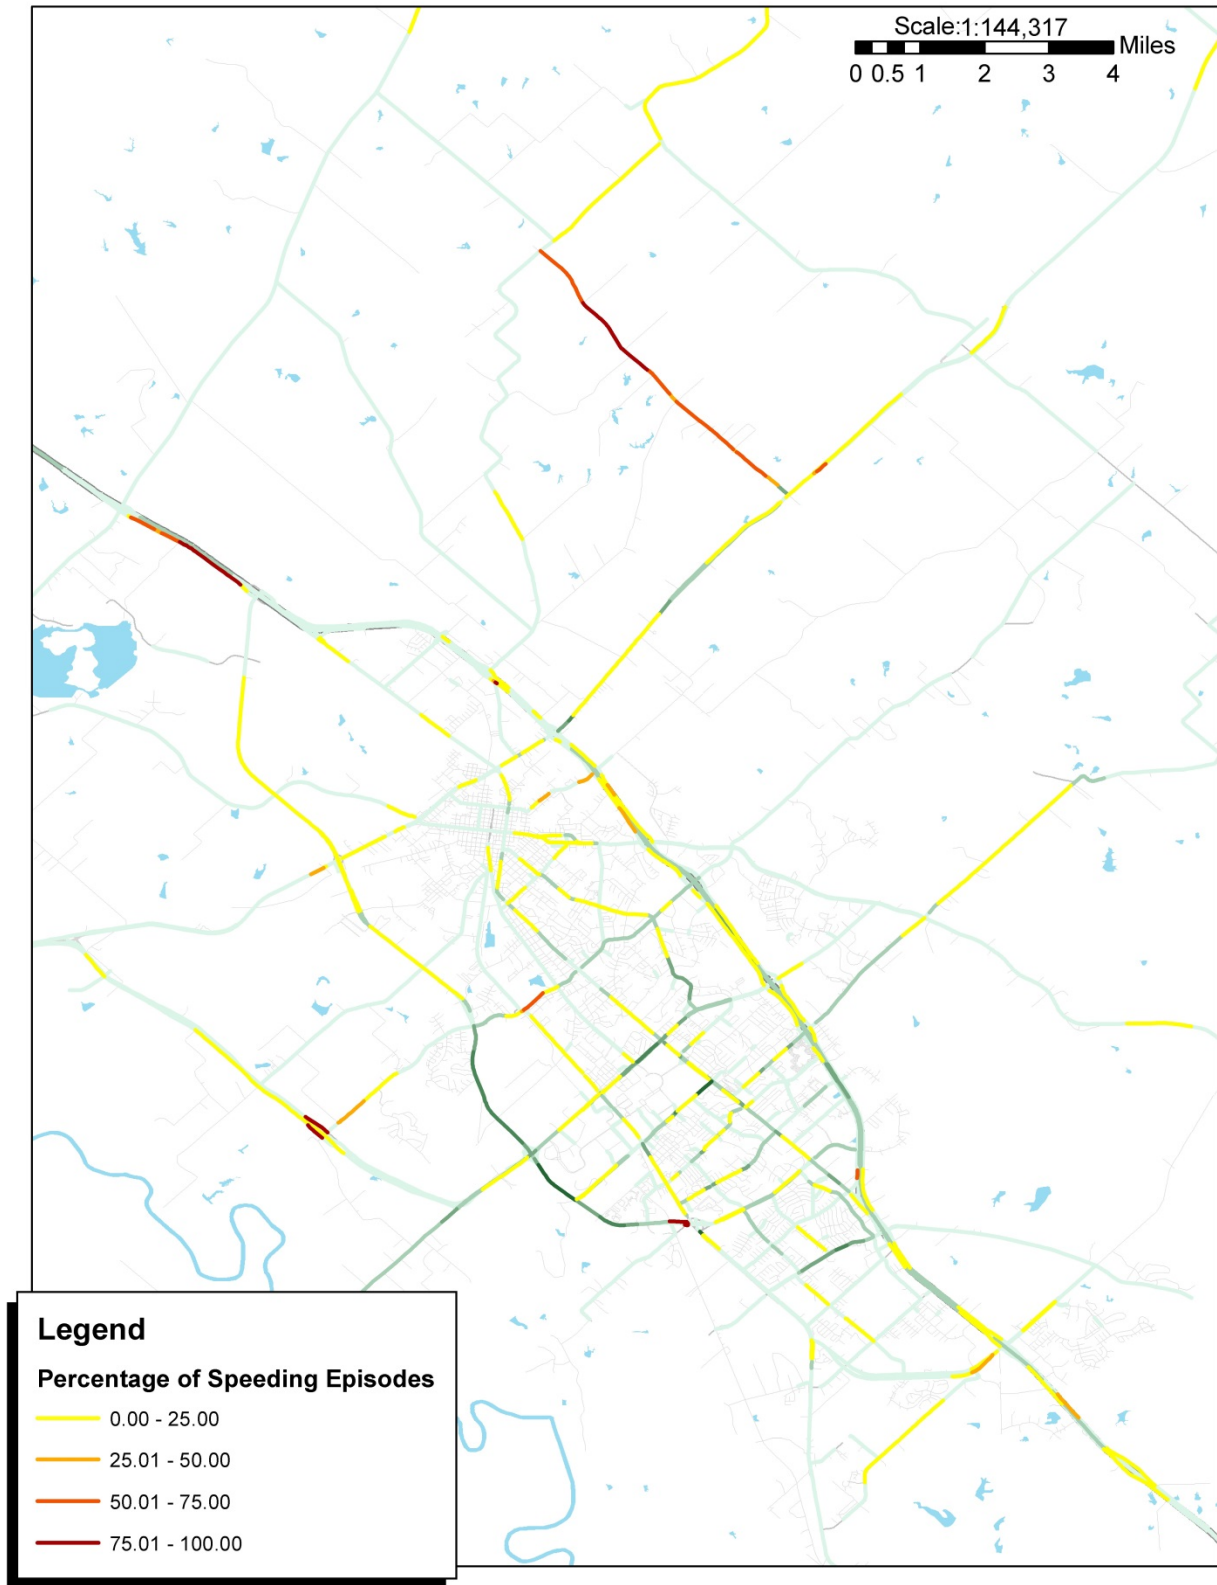 Scale:1:144,317
Miles
0 0.5 1 2 3 4
Legend
Percentage of Speeding Episodes
0.00 - 25.00
25.01 - 50.00
50.01 - 75.00
75.01 - 100.00